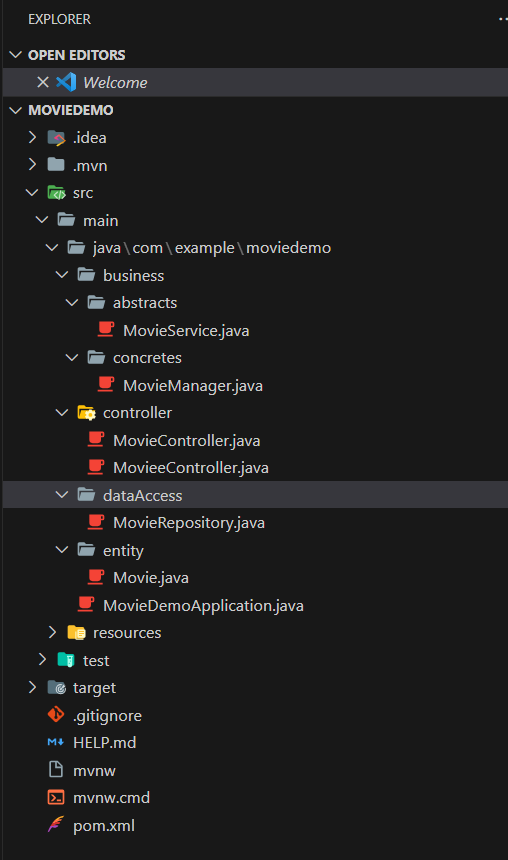 EXPLORER
OPEN EDITORS
Welcome
MOVIEDEMO
.idea
.mvn
src
main
java\com\example\moviedemo
business
abstracts
MovieService.java
concretes
MovieManager.java
controller
MovieController.java
MovieeController.java
dataAccess
MovieRepository.java
entity
Movie.java
MovieDemoApplication.java
resources
test
target
.gitignore
HELP.md
mvnw
mvnw.cmd
pom.xml